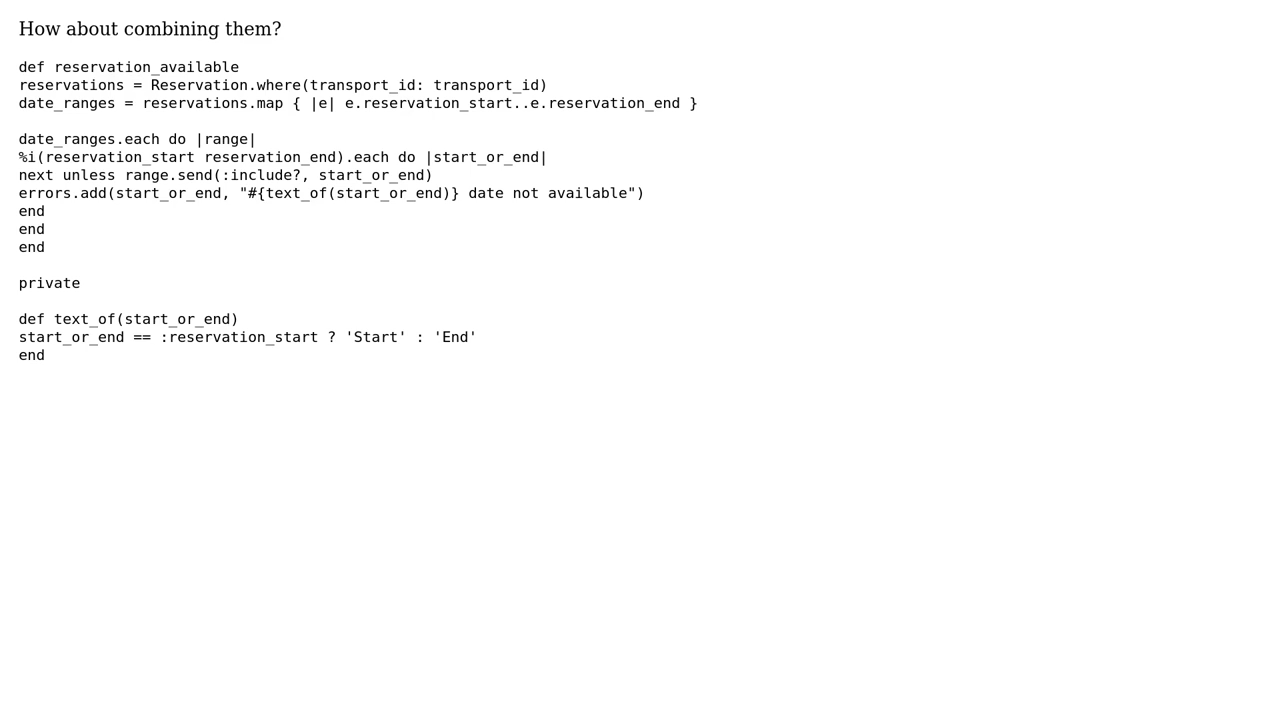 How about combining them?
def reservation_available
reservations = Reservation.where(transport_id: transport_id)
date_ranges = reservations.map { |e| e.reservation_start..e.reservation_end }
date_ranges.each do |range|
%i(reservation_start reservation_end).each do |start_or_end|
next unless range.send(:include?, start_or_end)
errors.add(start_or_end, "#{text_of(start_or_end)} date not available")
end
end
end
private
def text_of(start_or_end)
start_or_end == :reservation_start ? 'Start' : 'End'
end